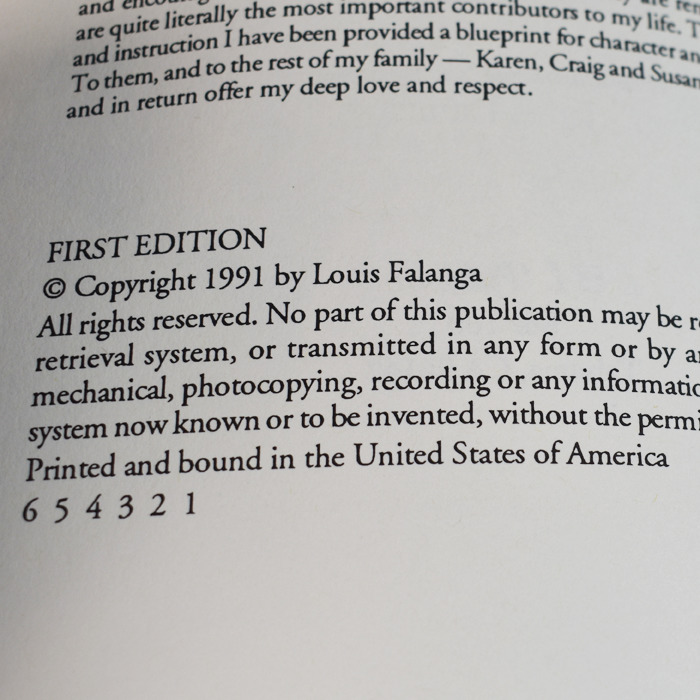 and
are quite literally the most important contributors to my life.
and instruction I have been provided a blueprint for character
To them, and to the rest of my family — Karen, Craig and Susan
and in return offer my deep love and respect.
FIRST EDITION
© Copyright 1991 by Louis Falanga
All rights reserved. No part of this publication may be
retrieval system, or transmitted in any form or by
mechanical, photocopying, recording or any
system now known or to be invented, without the
Printed and bound in the United States of America
6 5 4 3 2 1